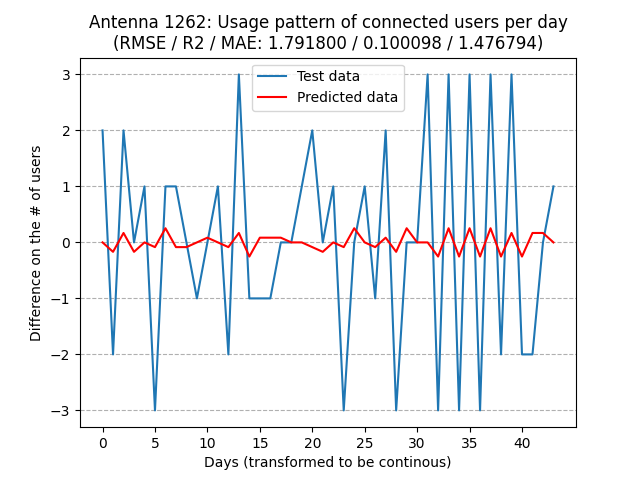 Antenna 1262: Usage pattern of connected users per day
(RMSE / R2 / MAE: 1.791800 / 0.100098 / 1.476794)
Test data
Predicted data
Difference on the # of users
3
2
1
0
−1
−2
−3
0 5 10 15 20 25 30 35 40
Days (transformed to be continous)